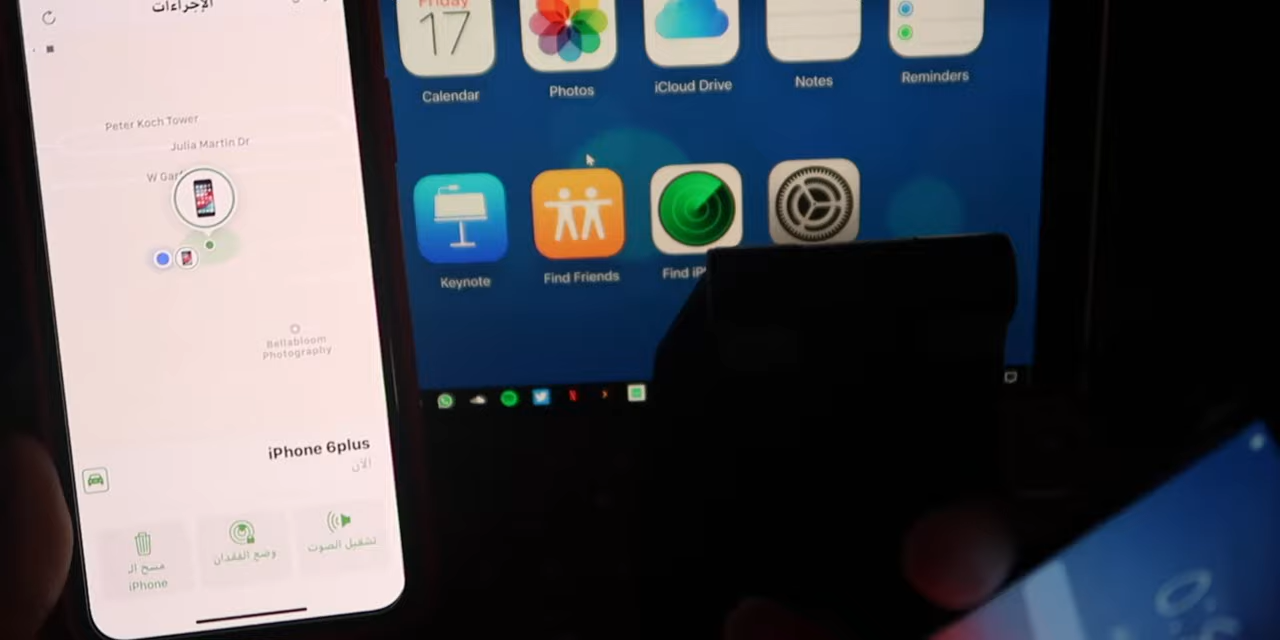 الإجراءات
Peter Koch Tower
Julia Martin Dr
Bellabloom
Photography
iPhone 6plus
الآن
مسح الـ
iPhone
وضع الفقدان
تشغيل الصوت
Friday
17
Calendar
Photos
iCloud Drive
Notes
Reminders
Keynote
Find Friends
Find